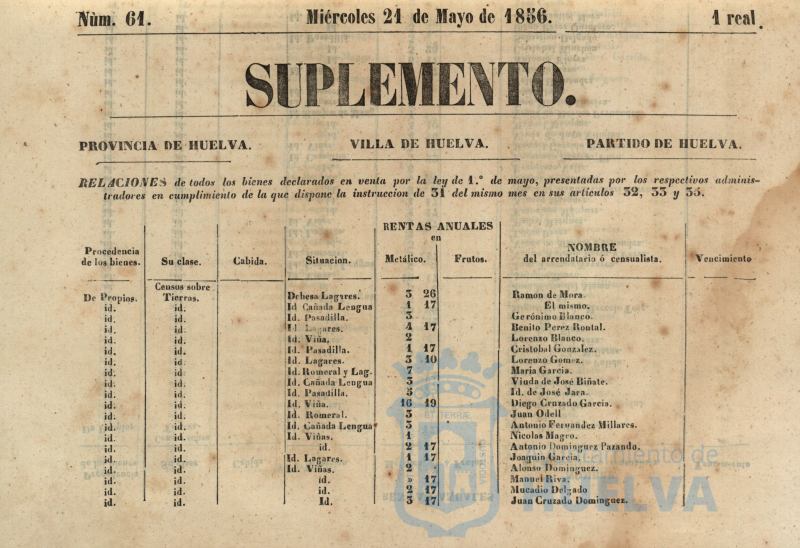 Núm. 61. Miércoles 21 de Mayo de 1856. 1 real.
SUPLEMENTO.
PROVINCIA DE HUELVA. VILLA DE HUELVA. PARTIDO DE HUELVA.
RELACIONES de todos los bienes declarados en venta por la ley de 1.º de mayo, presentadas por los respectivos adminis-
tradores en cumplimiento de la que dispone la instruccion de 31 del mismo mes en sus artículos 32, 33 y 35.
RENTAS ANUALES
en
Procedencia de los bienes. Su clase. Cabida. Situacion. Metálico. Frutos. NOMBRE del arrendatario ó censualista. Vencimiento
Censos sobre
De Propios. Tierras. Dehesa Lagares. 3 26 Ramon de Mora.
id. id. Id Cañada Lengua 1 17 El mismo.
id. id. Id. Pasadilla. 3 Gerónimo Blanco.
id. id. Id Lagares. 4 17 Benito Perez Rontal.
id. id. Id. Viña. 2 Lorenzo Blanco.
id. id. Id. Pasadilla. 1 17 Cristobal Gonzalez.
id. id. Id. Lagares. 3 10 Lorenzo Gomez.
id. id. Id. Romeral y Lag. 7 Maria Garcia.
id. id. Id. Cañada Lengua 3 Viuda de José Biñate.
id. id. Id. Pasadilla. 3 Id. de José Jara.
id. id. Id. Viña. 16 19 Diego Cruzado Garcia.
id. id. Id. Romeral. 3 Juan Odell
id. id. Id. Cañada Lengua 3 Antonio Fernandez Millares.
id. id. Id. Viñas. 1 Nicolas Magro.
id. id. id. 2 17 Antonio Dominguez Pazando.
id. id. Id. Lagares. 1 17 Joaquin Garcia.
id. id. Id. Viñas. 2 Alonso Dominguez.
id. id. id. » 17 Manuel Riva.
id. id. id. 2 17 Mucadio Delgado
id. id. Id. 3 17 Juan Cruzado Dominguez.
Ayuntamiento de
HUELVA